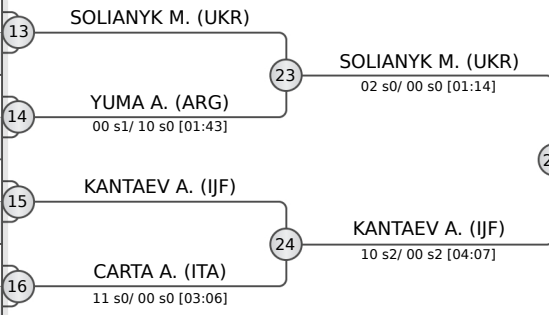 SOLIANYK M. (UKR)
13
23
SOLIANYK M. (UKR)
02 s0/ 00 s0 [01:14]
YUMA A. (ARG)
14
00 s1/ 10 s0 [01:43]
2
KANTAEV A. (IJF)
15
24
KANTAEV A. (IJF)
10 s2/ 00 s2 [04:07]
CARTA A. (ITA)
16
11 s0/ 00 s0 [03:06]